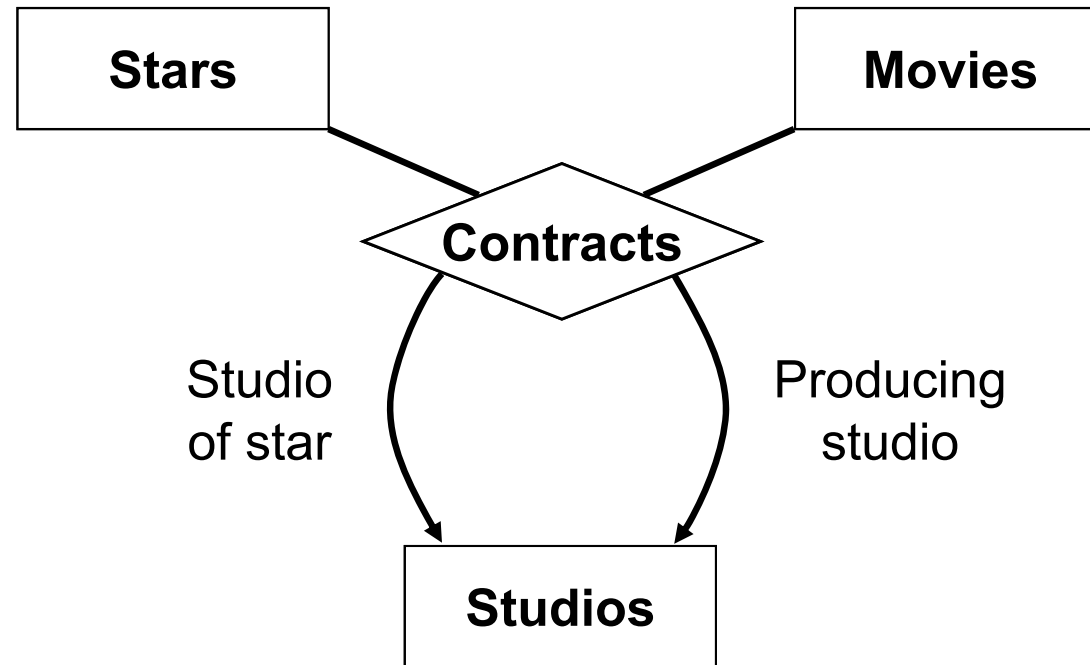 Stars
Movies
Contracts
Studio
of star
Producing
studio
Studios